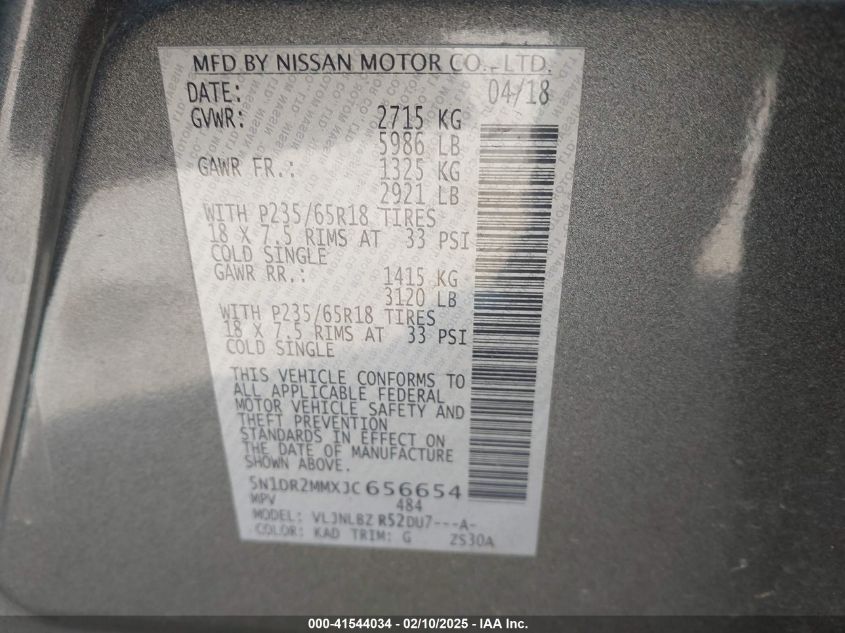 MFD BY NISSAN MOTOR CO., LTD.
DATE: 04/18
GVWR: 2715 KG
5986 LB
GAWR FR.: 1325 KG
2921 LB
WITH P235/65R18 TIRES
18 X 7.5 RIMS AT 33 PSI
COLD SINGLE
GAWR RR.: 1415 KG
3120 LB
WITH P235/65R18 TIRES
18 X 7.5 RIMS AT 33 PSI
COLD SINGLE
THIS VEHICLE CONFORMS TO
ALL APPLICABLE FEDERAL
MOTOR VEHICLE SAFETY AND
THEFT PREVENTION
STANDARDS IN EFFECT ON
THE DATE OF MANUFACTURE
SHOWN ABOVE.
5N1DR2MMXJC656654
MPV 484
MODEL: VLJNLBZ R52DU7---A-
COLOR: KAD TRIM: G ZS30A
000-41544034 - 02/10/2025 - IAA Inc.